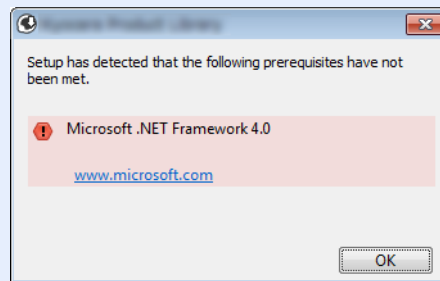 Setup has detected that the following prerequisites have not
been met.
Microsoft .NET Framework 4.0
www.microsoft.com
OK